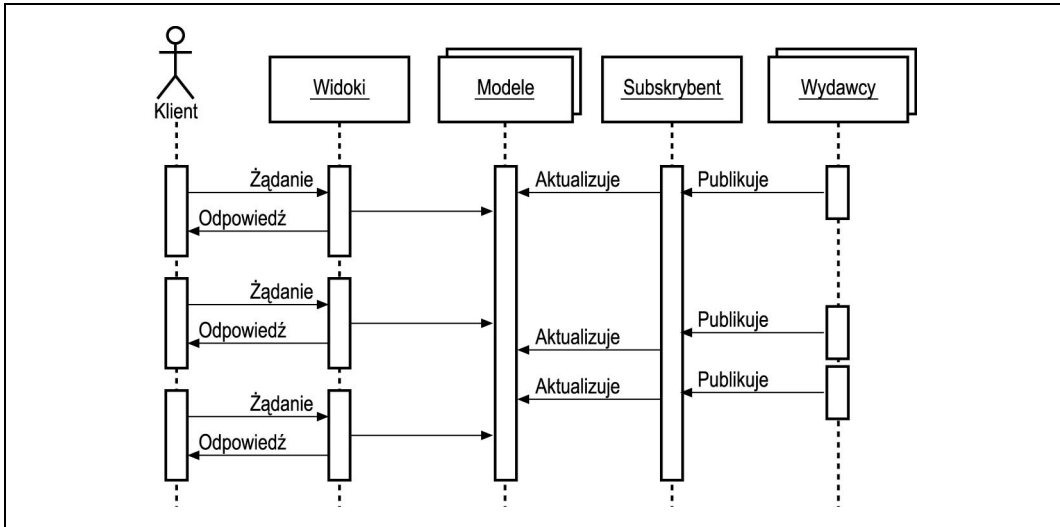 Klient
Widoki
Modele
Subskrybent
Wydawcy
Żądanie
Aktualizuje
Publikuje
Odpowiedź
Żądanie
Publikuje
Odpowiedź
Aktualizuje
Aktualizuje
Publikuje
Żądanie
Odpowiedź